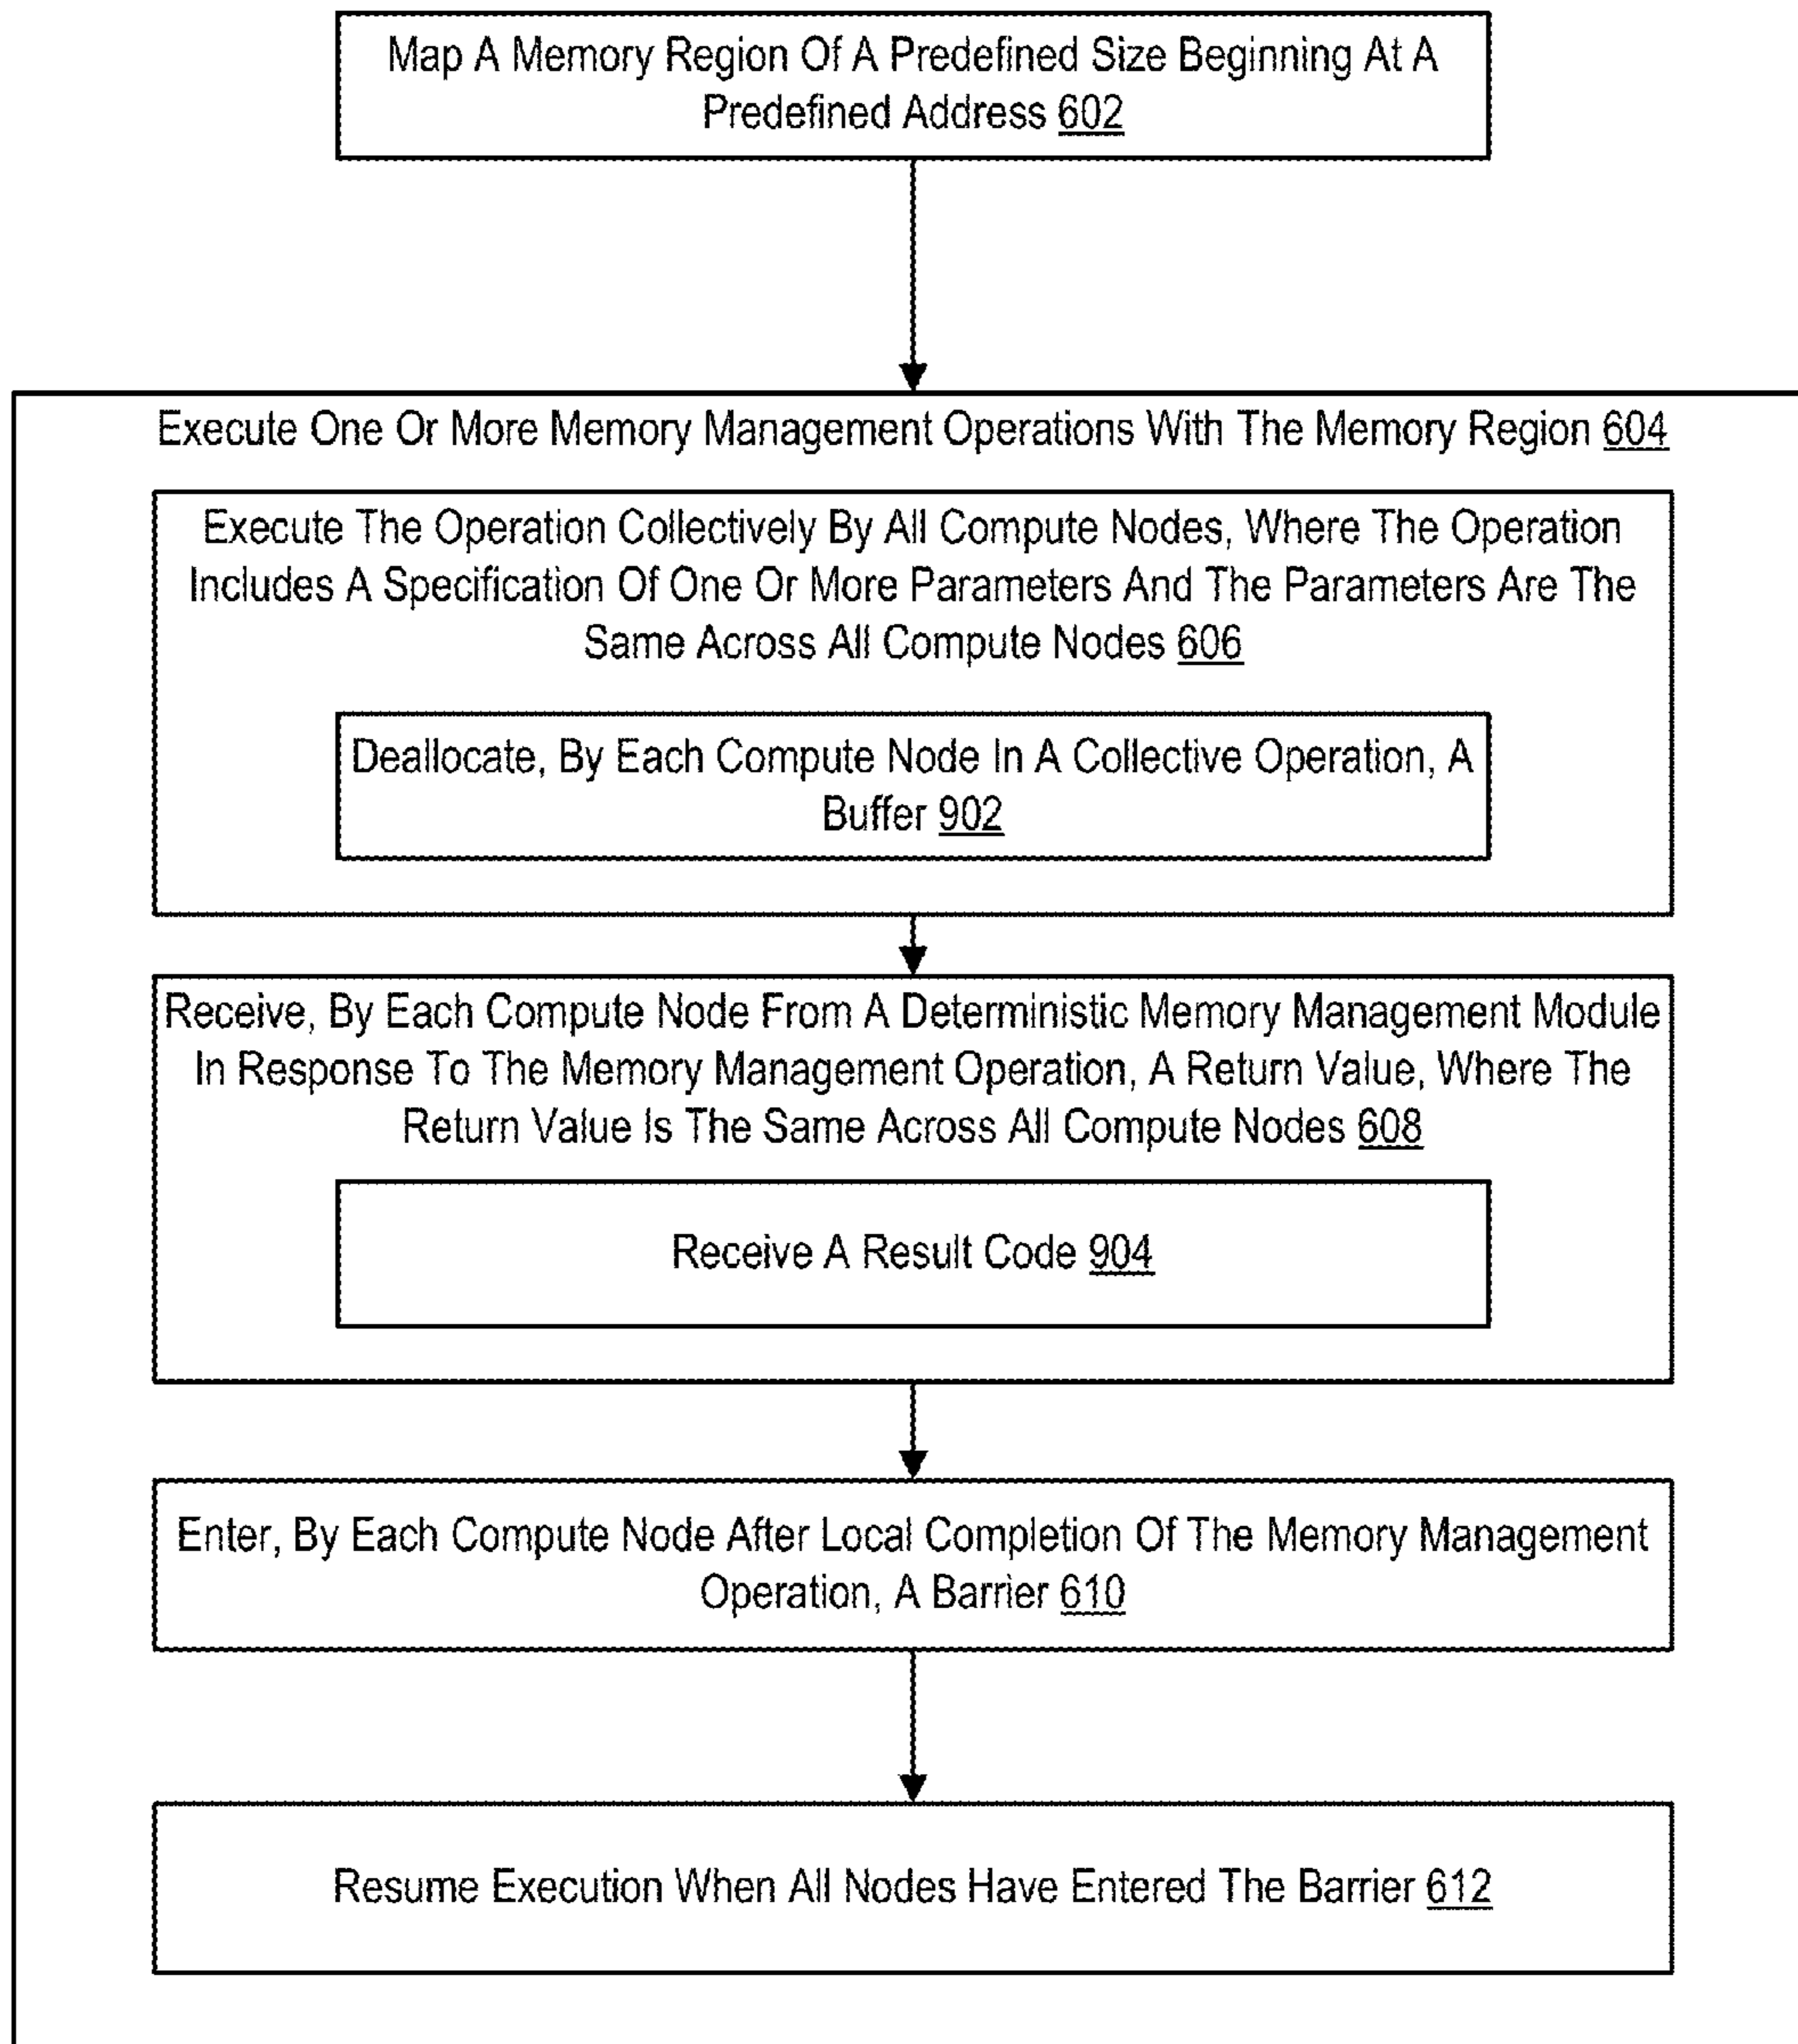 Map A Memory Region Of A Predefined Size Beginning At A
Predefined Address 602
Execute One Or More Memory Management Operations With The Memory Region 604
Execute The Operation Collectively By All Compute Nodes, Where The Operation
Includes A Specification Of One Or More Parameters And The Parameters Are The
Same Across All Compute Nodes 606
Deallocate, By Each Compute Node In A Collective Operation, A
Buffer 902
Receive, By Each Compute Node From A Deterministic Memory Management Module
In Response To The Memory Management Operation, A Return Value, Where The
Return Value Is The Same Across All Compute Nodes 608
Receive A Result Code 904
Enter, By Each Compute Node After Local Completion Of The Memory Management
Operation, A Barrier 610
Resume Execution When All Nodes Have Entered The Barrier 612